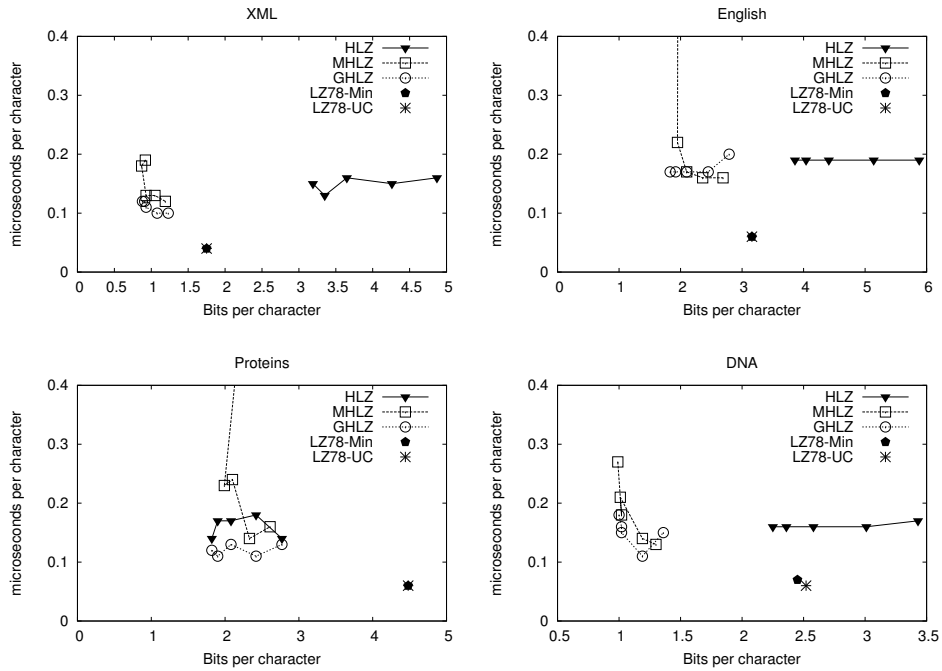 XML
0.4
0.3
0.2
0.1
0
microseconds per character
HLZ
MHLZ
GHLZ
LZ78-Min
LZ78-UC
0 0.5 1 1.5 2 2.5 3 3.5 4 4.5 5
Bits per character
English
0.4
0.3
0.2
0.1
0
microseconds per character
HLZ
MHLZ
GHLZ
LZ78-Min
LZ78-UC
0 1 2 3 4 5 6
Bits per character
Proteins
0.4
0.3
0.2
0.1
0
microseconds per character
HLZ
MHLZ
GHLZ
LZ78-Min
LZ78-UC
0 1 2 3 4 5
Bits per character
DNA
0.4
0.3
0.2
0.1
0
microseconds per character
HLZ
MHLZ
GHLZ
LZ78-Min
LZ78-UC
0.5 1 1.5 2 2.5 3 3.5
Bits per character